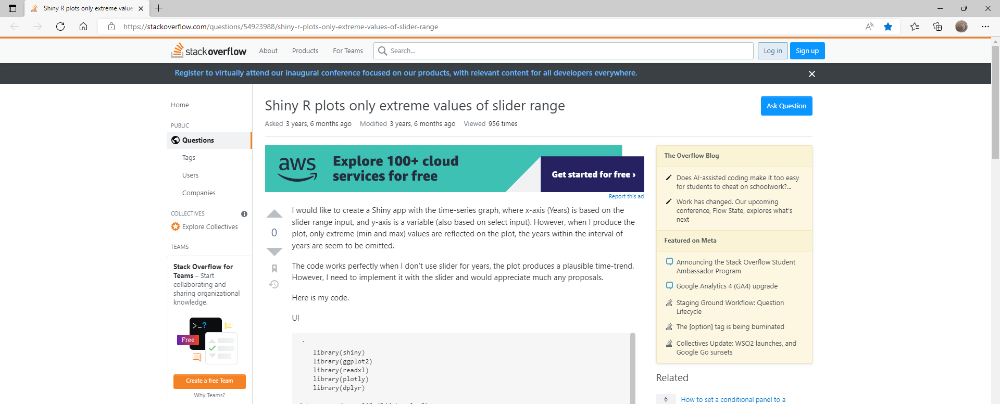 Shiny R plots only extreme value
https://stackoverflow.com/questions/54923988/shiny-r-plots-only-extreme-values-of-slider-range
stackoverflow
About
Products
For Teams
Search...
Log in
Sign up
Register to virtually attend our inaugural conference focused on our products, with relevant content for all developers everywhere.
Home
PUBLIC
Questions
Tags
Users
Companies
COLLECTIVES
Explore Collectives
TEAMS
Stack Overflow for
Teams – Start
collaborating and
sharing organizational
knowledge.
>_?
Free
Create a free Team
Why Teams?
Shiny R plots only extreme values of slider range
Ask Question
Asked 3 years, 6 months ago Modified 3 years, 6 months ago Viewed 956 times
aws
Explore 100+ cloud
services for free
Get started for free ›
Report this ad
0
I would like to create a Shiny app with the time-series graph, where x-axis (Years) is based on the
slider range input, and y-axis is a variable (also based on select input). However, when I produce the
plot, only extreme (min and max) values are reflected on the plot, the years within the interval of
years are seem to be omitted.
The code works perfectly when I don't use slider for years, the plot produces a plausible time-trend.
However, I need to implement it with the slider and would appreciate much any proposals.
Here is my code.
UI
`
library(shiny)
library(ggplot2)
library(readxl)
library(plotly)
library(dplyr)
The Overflow Blog
Does AI-assisted coding make it too easy
for students to cheat on schoolwork?...
Work has changed. Our upcoming
conference, Flow State, explores what's
next
Featured on Meta
Announcing the Stack Overflow Student
Ambassador Program
Google Analytics 4 (GA4) upgrade
Staging Ground Workflow: Question
Lifecycle
The [option] tag is being burninated
Collectives Update: WSO2 launches, and
Google Go sunsets
Related
6
How to set a conditional panel to a